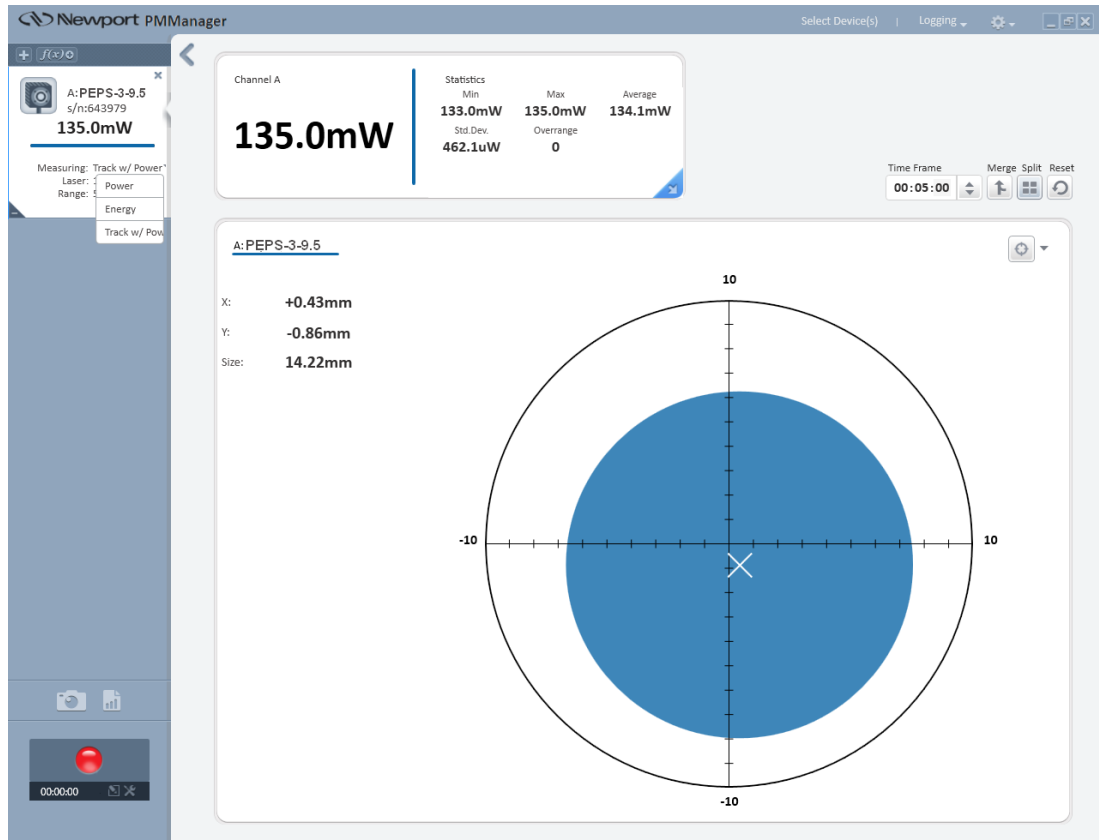 Newport PMManager
Select Device(s) | Logging
f(x)
A:PEPS-3-9.5
s/n:643979
135.0mW
Measuring: Track w/ Power
Laser:
Range:
Power
Energy
Track w/ Pow
Channel A
135.0mW
Statistics
Min Max Average
133.0mW 135.0mW 134.1mW
Std.Dev. Overrange
462.1uW 0
Time Frame Merge Split Reset
00:05:00
A:PEPS-3-9.5
X: +0.43mm
Y: -0.86mm
Size: 14.22mm
10
-10 10
-10
00:00:00